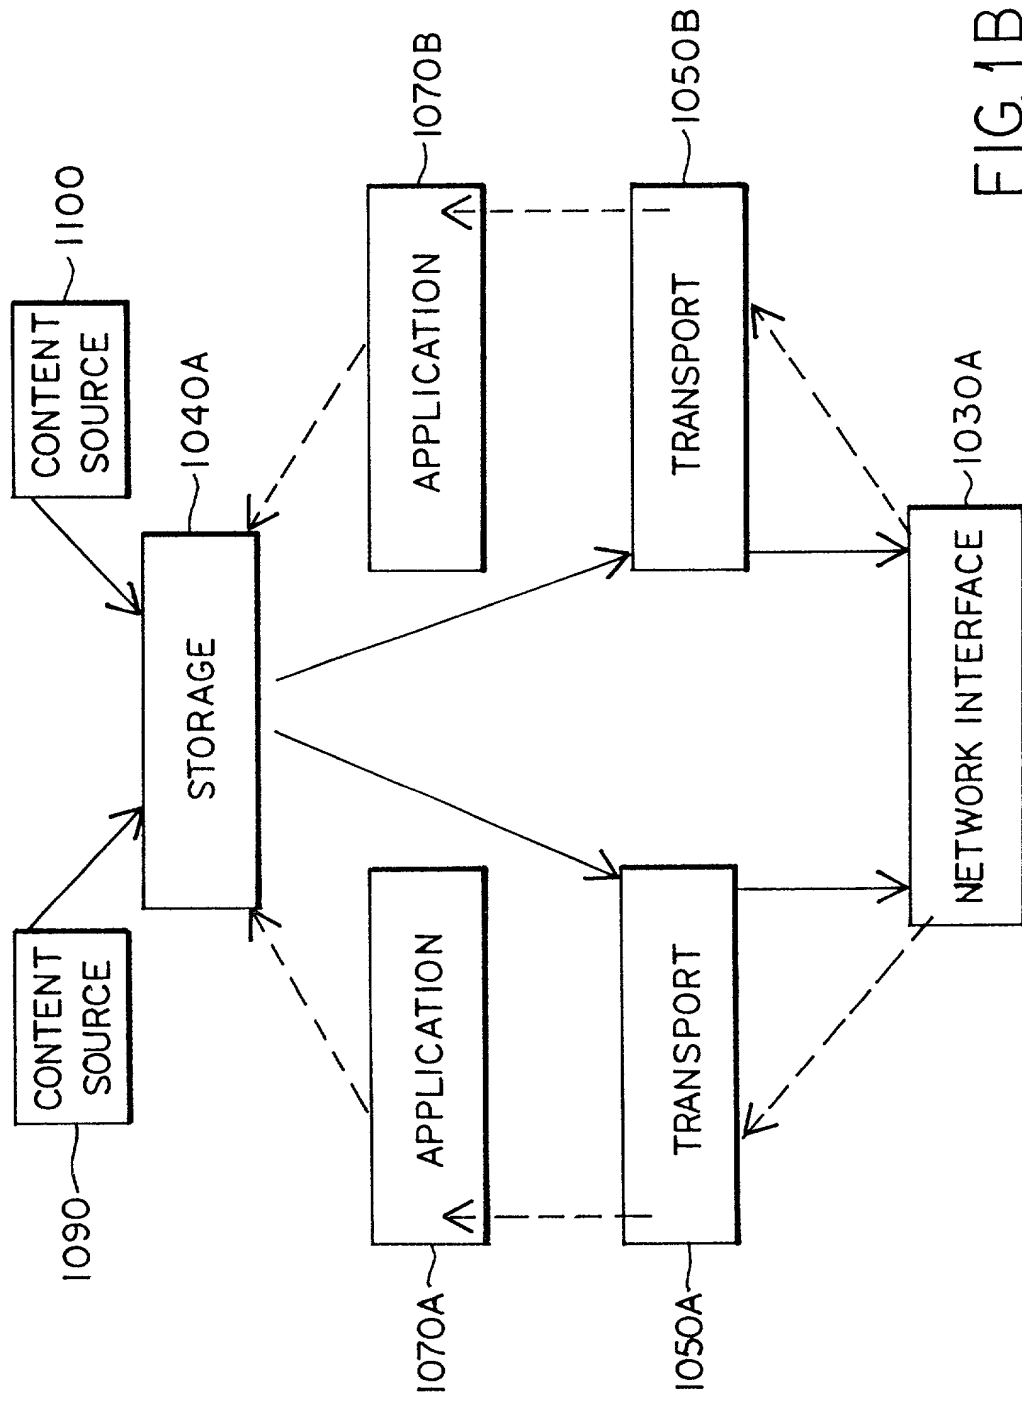 CONTENT
SOURCE
1090
CONTENT
SOURCE
1100
STORAGE
1040A
APPLICATION
1070A
APPLICATION
1070B
TRANSPORT
1050A
TRANSPORT
1050B
NETWORK INTERFACE
1030A
FIG. 1B